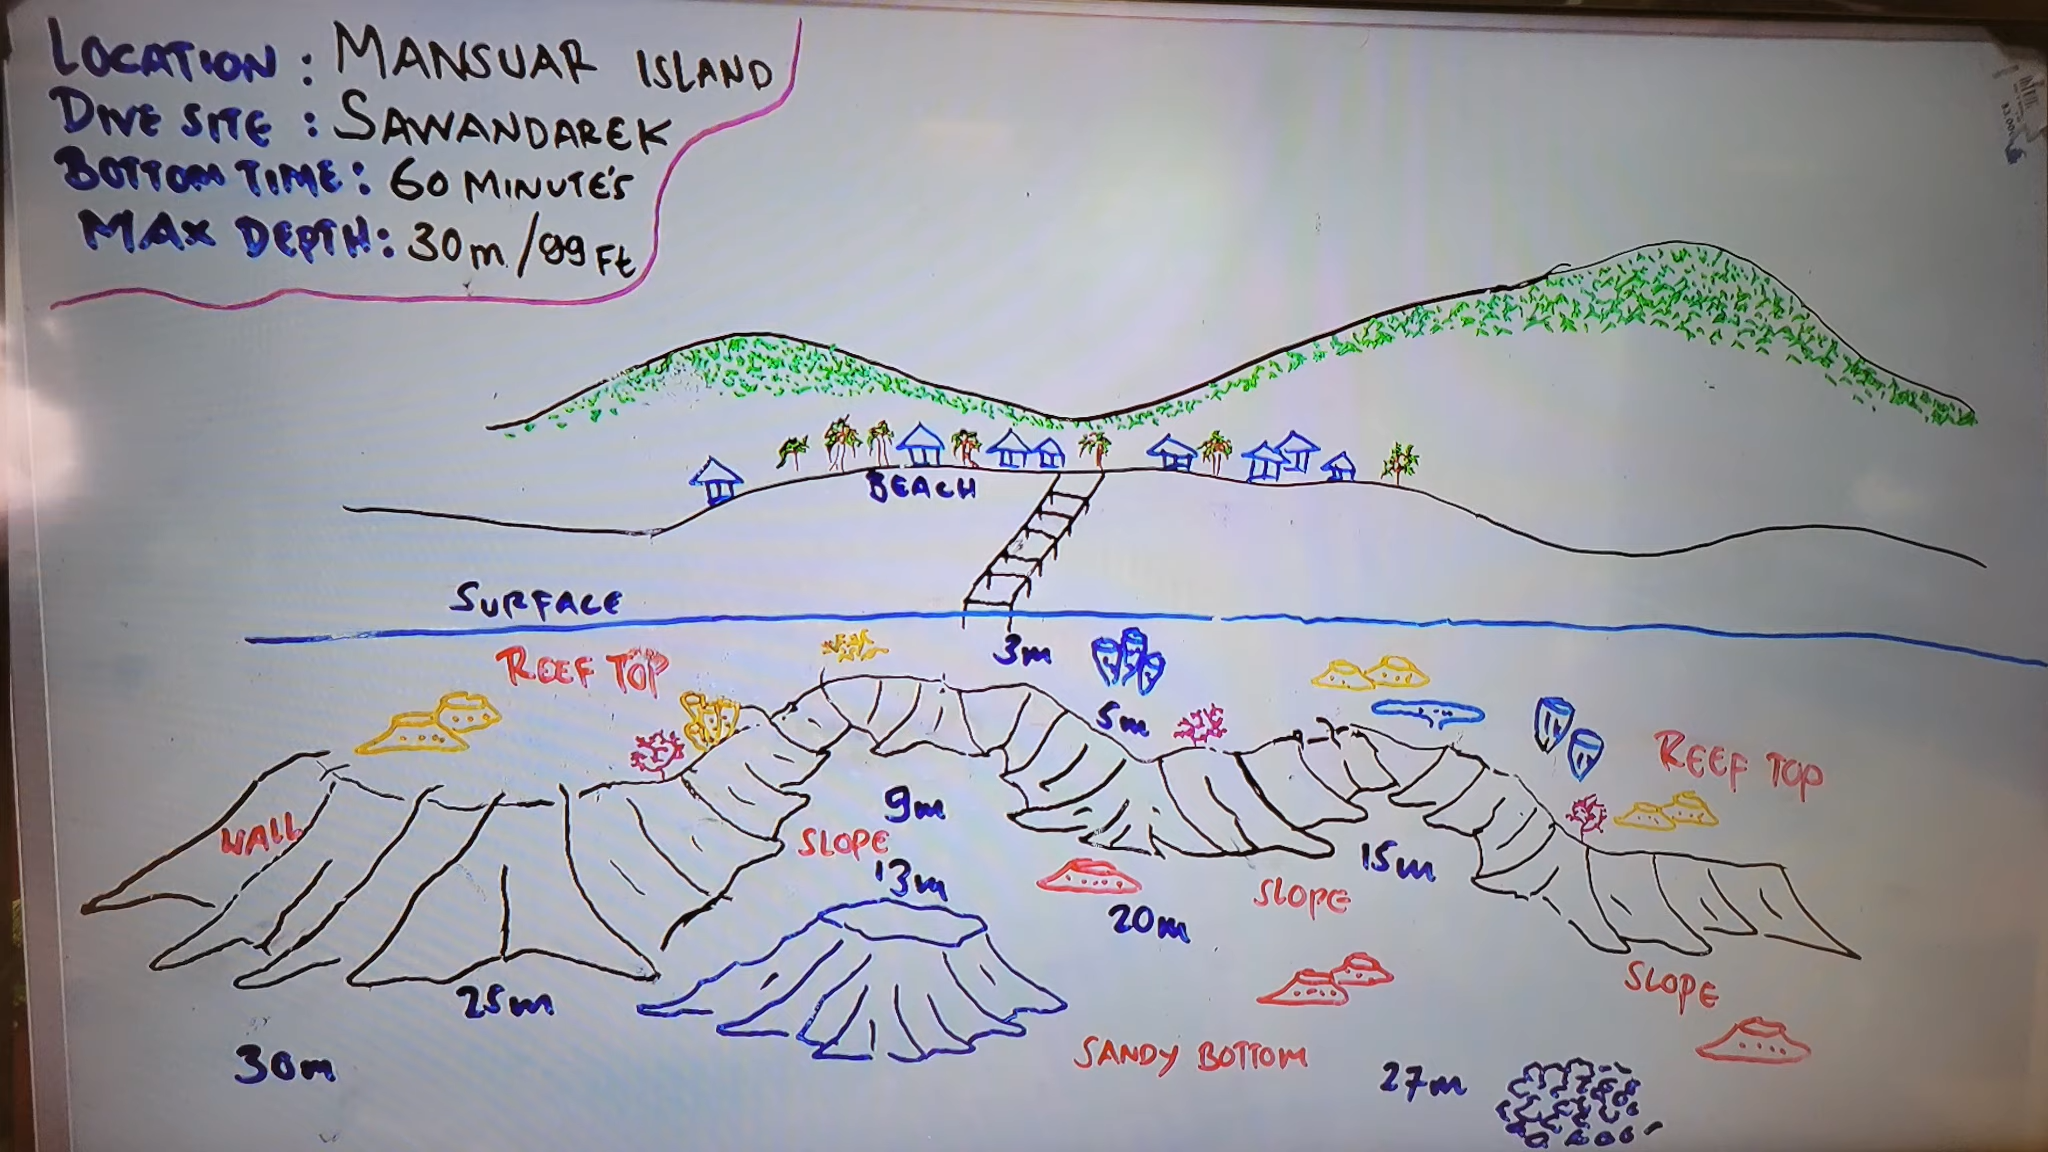 LOCATION : MANSUAR ISLAND
DIVE SITE : SAWANDAREK
BOTTOM TIME : 60 MINUTE'S
MAX DEPTH : 30m / 99 Ft
BEACH
SURFACE
3m
REEF TOP
5m
REEF TOP
WALL
9m
SLOPE
15m
13m
SLOPE
20m
25m
SLOPE
30m
SANDY BOTTOM
27m